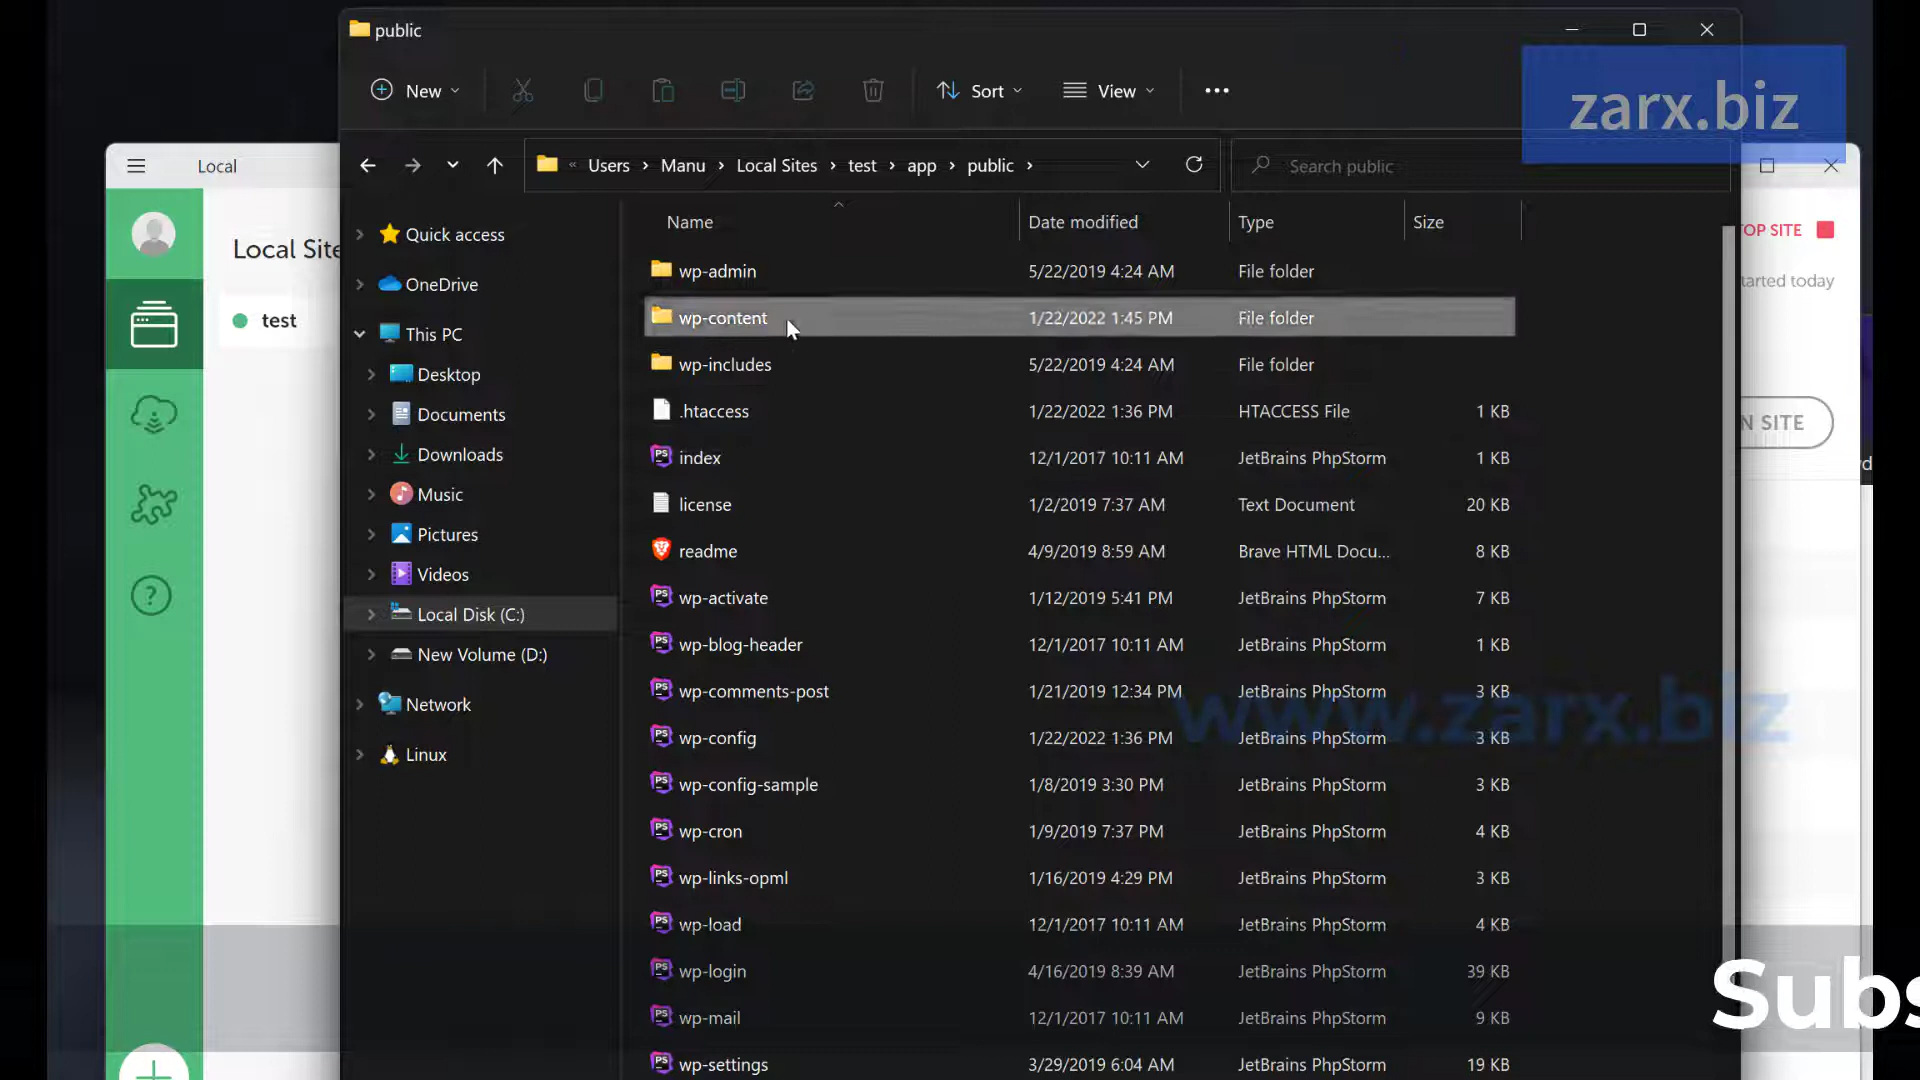 public
New
Sort
View
zarx.biz
Local
« Users › Manu › Local Sites › test › app › public ›
Search public
Name
Date modified
Type
Size
Quick access
OneDrive
This PC
Desktop
Documents
Downloads
Music
Pictures
Videos
Local Disk (C:)
New Volume (D:)
Network
Linux
Local Site
test
wp-admin 5/22/2019 4:24 AM File folder
wp-content 1/22/2022 1:45 PM File folder
wp-includes 5/22/2019 4:24 AM File folder
.htaccess 1/22/2022 1:36 PM HTACCESS File 1 KB
index 12/1/2017 10:11 AM JetBrains PhpStorm 1 KB
license 1/2/2019 7:37 AM Text Document 20 KB
readme 4/9/2019 8:59 AM Brave HTML Docu... 8 KB
wp-activate 1/12/2019 5:41 PM JetBrains PhpStorm 7 KB
wp-blog-header 12/1/2017 10:11 AM JetBrains PhpStorm 1 KB
wp-comments-post 1/21/2019 12:34 PM JetBrains PhpStorm 3 KB
wp-config 1/22/2022 1:36 PM JetBrains PhpStorm 3 KB
wp-config-sample 1/8/2019 3:30 PM JetBrains PhpStorm 3 KB
wp-cron 1/9/2019 7:37 PM JetBrains PhpStorm 4 KB
wp-links-opml 1/16/2019 4:29 PM JetBrains PhpStorm 3 KB
wp-load 12/1/2017 10:11 AM JetBrains PhpStorm 4 KB
wp-login 4/16/2019 8:39 AM JetBrains PhpStorm 39 KB
wp-mail 12/1/2017 10:11 AM JetBrains PhpStorm 9 KB
wp-settings 3/29/2019 6:04 AM JetBrains PhpStorm 19 KB
OP SITE
tarted today
N SITE
www.zarx.biz
Subs